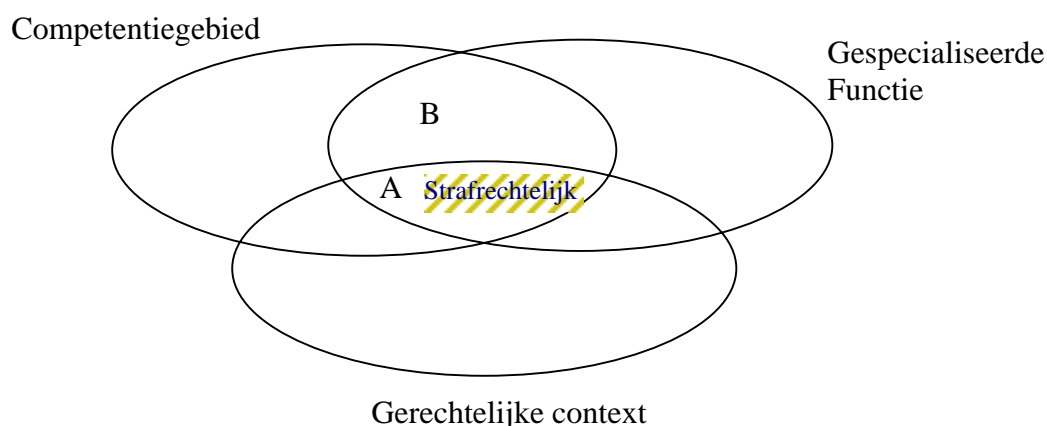 Competentiegebied
Gespecialiseerde
Functie
B
A Strafrechtelijk
Gerechtelijke context